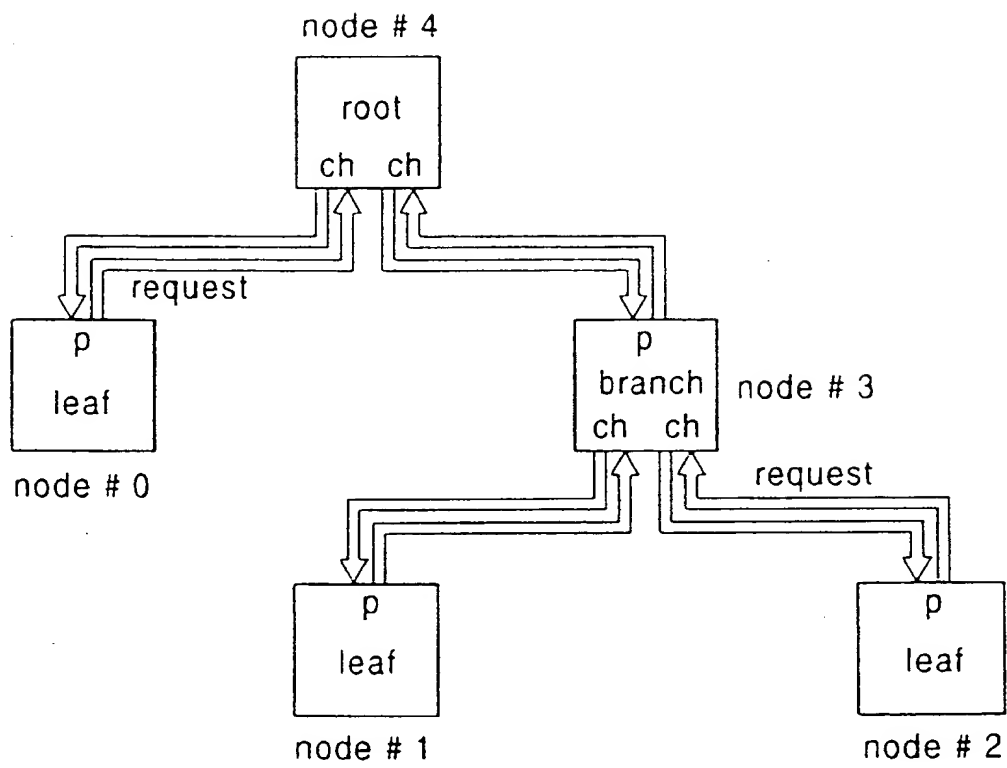 node # 4
root
ch ch
request
p
leaf
node # 0
p
branch
ch ch
node # 3
request
p
leaf
node # 1
p
leaf
node # 2